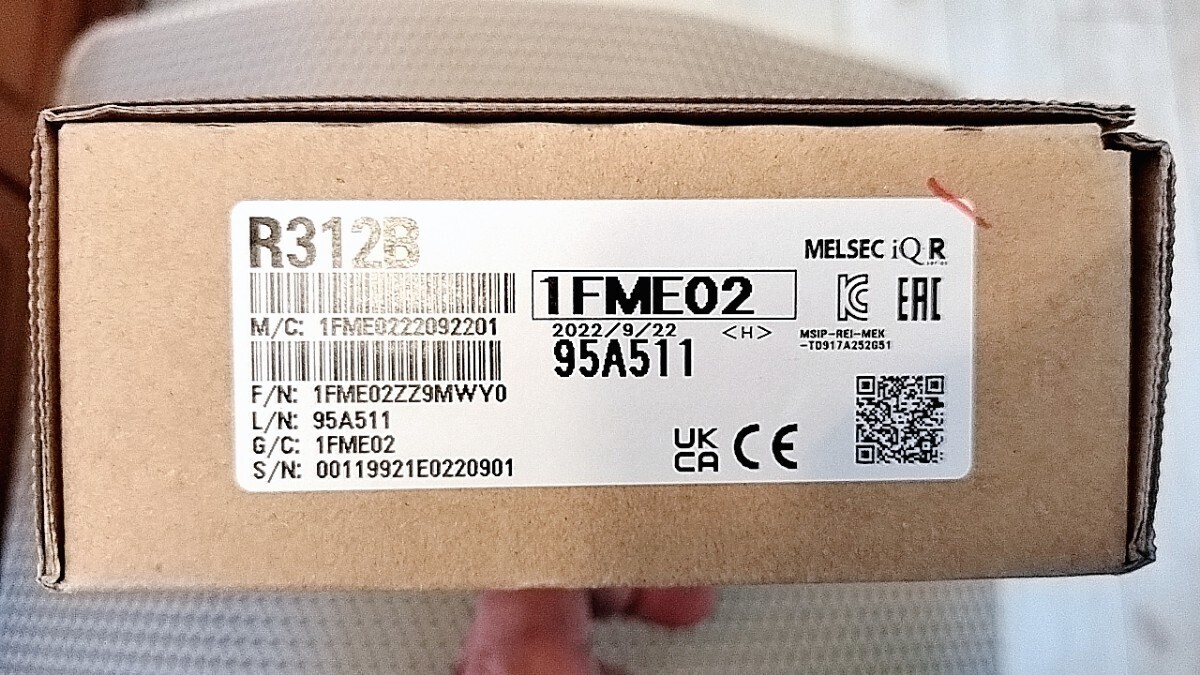 R312B
MELSEC iQ-R
series
1FME02
M/C: 1FME0222092201
2022/9/22 <H>
MSIP-REI-MEK
-TD917A252G51
95A511
F/N: 1FME02ZZ9MWY0
L/N: 95A511
G/C: 1FME02
S/N: 00119921E0220901
UK
CA CE
EAC